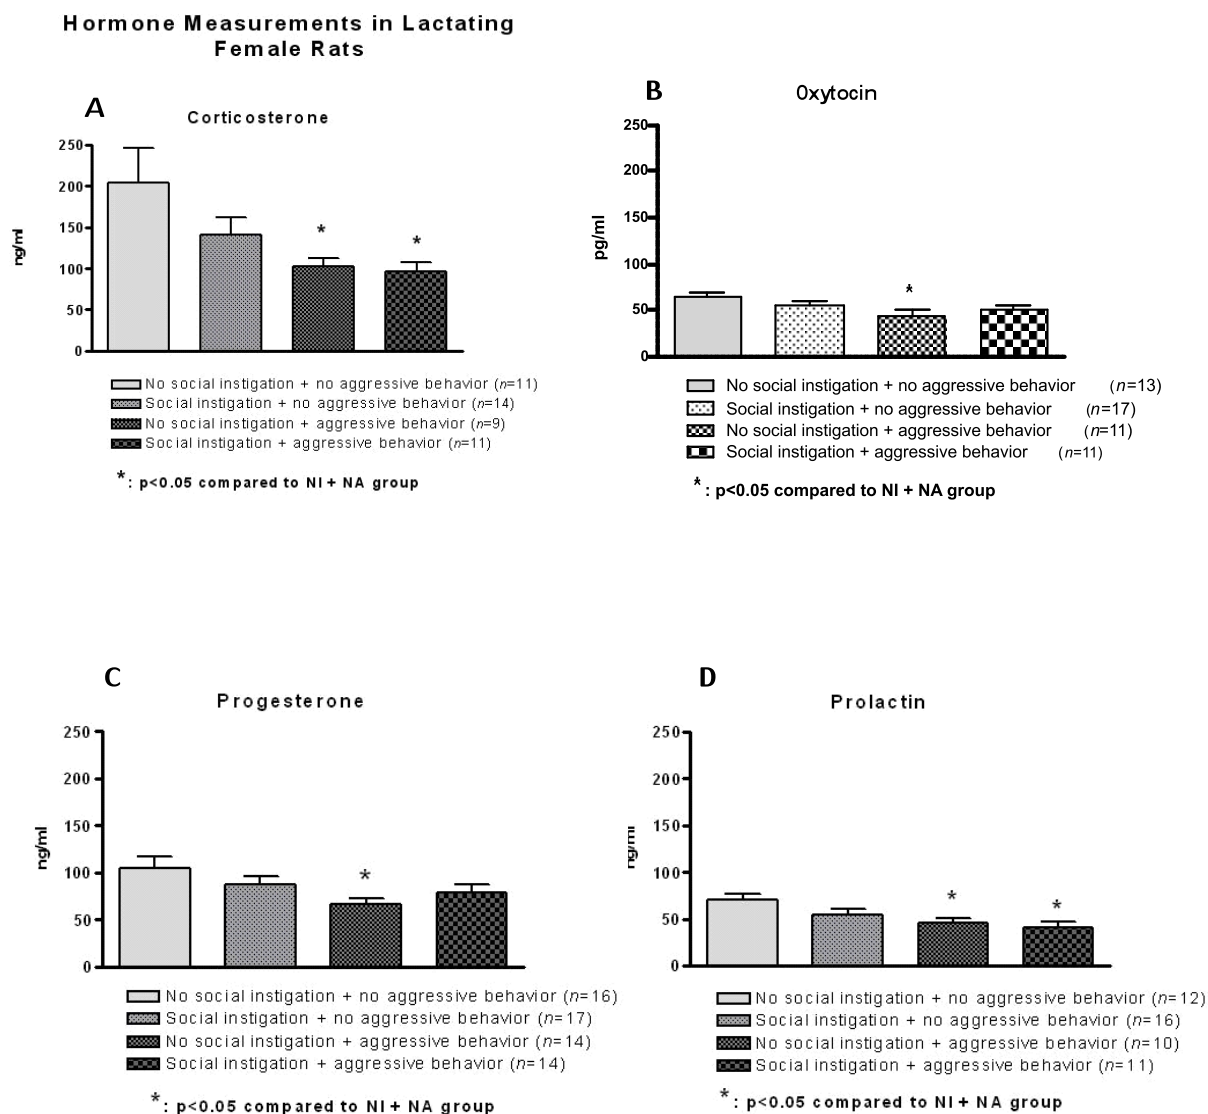 Hormone Measurements in Lactating
Female Rats
A
Corticosterone
250
200
150
100
50
0
ng/ml
*
*
No social instigation + no aggressive behavior (n=11)
Social instigation + no aggressive behavior (n=14)
No social instigation + aggressive behavior (n=9)
Social instigation + aggressive behavior (n=11)
*: p<0.05 compared to NI + NA group
B
Oxytocin
250
200
150
100
50
0
pg/ml
*
No social instigation + no aggressive behavior (n=13)
Social instigation + no aggressive behavior (n=17)
No social instigation + aggressive behavior (n=11)
Social instigation + aggressive behavior (n=11)
*: p<0.05 compared to NI + NA group
C
Progesterone
250
200
150
100
50
0
ng/ml
*
No social instigation + no aggressive behavior (n=16)
Social instigation + no aggressive behavior (n=17)
No social instigation + aggressive behavior (n=14)
Social instigation + aggressive behavior (n=14)
*: p<0.05 compared to NI + NA group
D
Prolactin
250
200
150
100
50
0
ng/ml
*
*
No social instigation + no aggressive behavior (n=12)
Social instigation + no aggressive behavior (n=16)
No social instigation + aggressive behavior (n=10)
Social instigation + aggressive behavior (n=11)
*: p<0.05 compared to NI + NA group